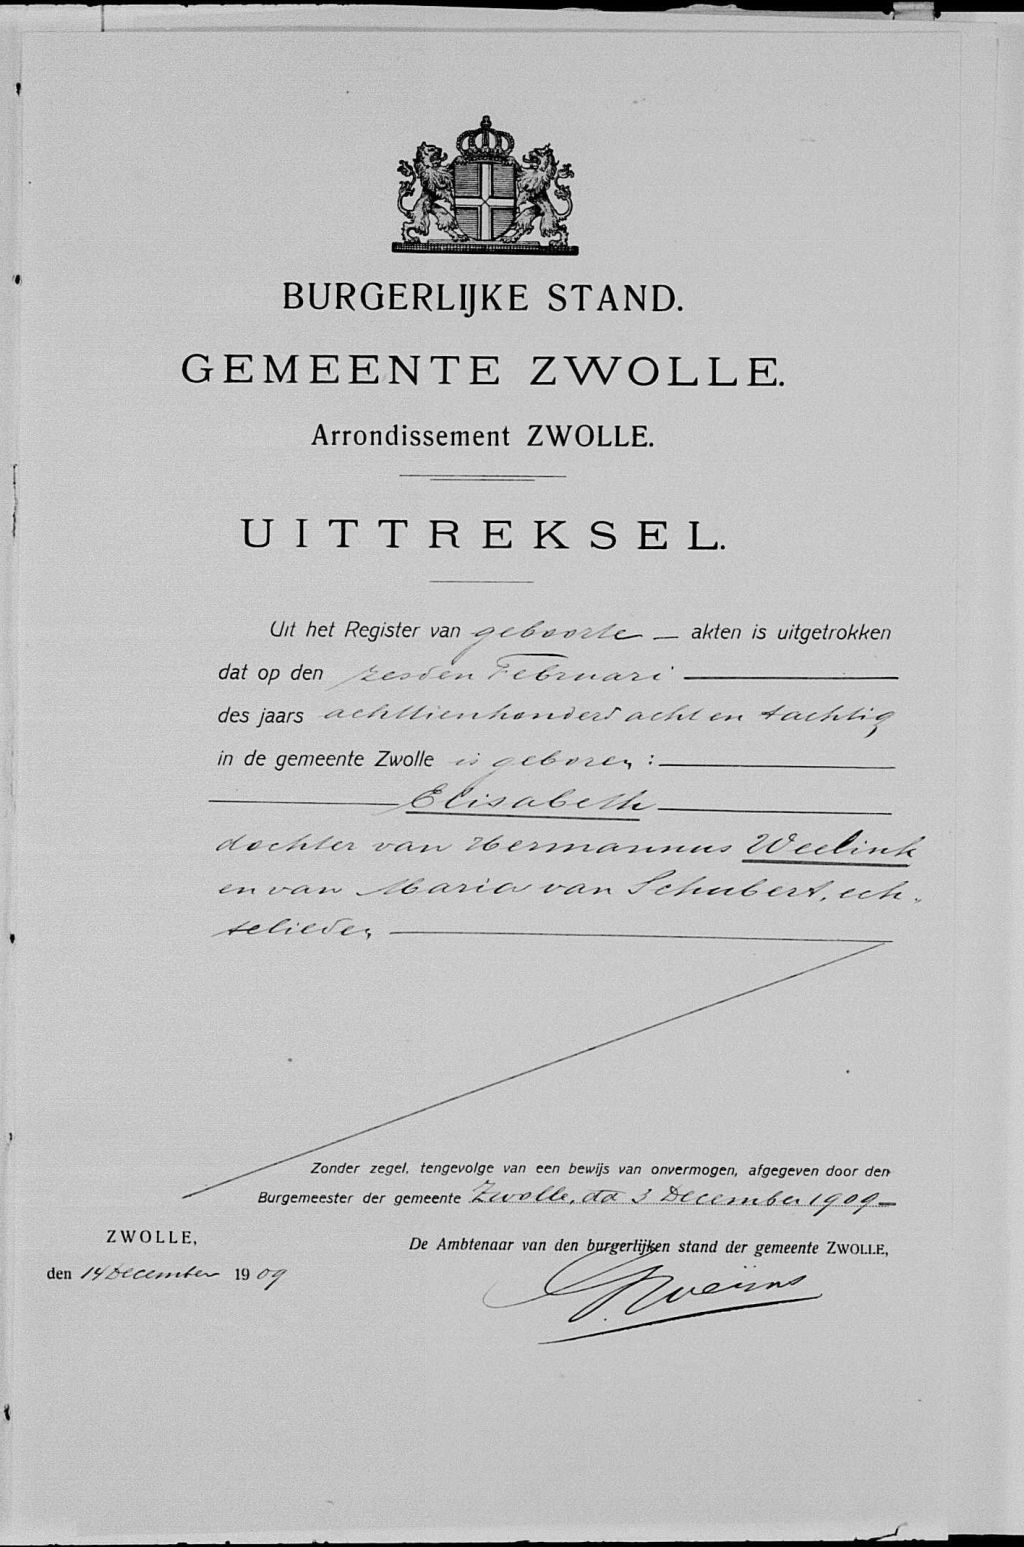 BURGERLIJKE STAND.
GEMEENTE ZWOLLE.
Arrondissement ZWOLLE.
UITTREKSEL.
Uit het Register van geboorte — akten is uitgetrokken
dat op den zesden Februari
des jaars achttienhonderd acht en tachtig
in de gemeente Zwolle is geboren:
Elisabeth
dochter van Hermannus Weelink
en van Maria van Schubert, ech-
telieden
Zonder zegel, tengevolge van een bewijs van onvermogen, afgegeven door den
Burgemeester der gemeente Zwolle, dd 3 December 1909
ZWOLLE,
De Ambtenaar van den burgerlijken stand der gemeente ZWOLLE,
den 14 December 1909